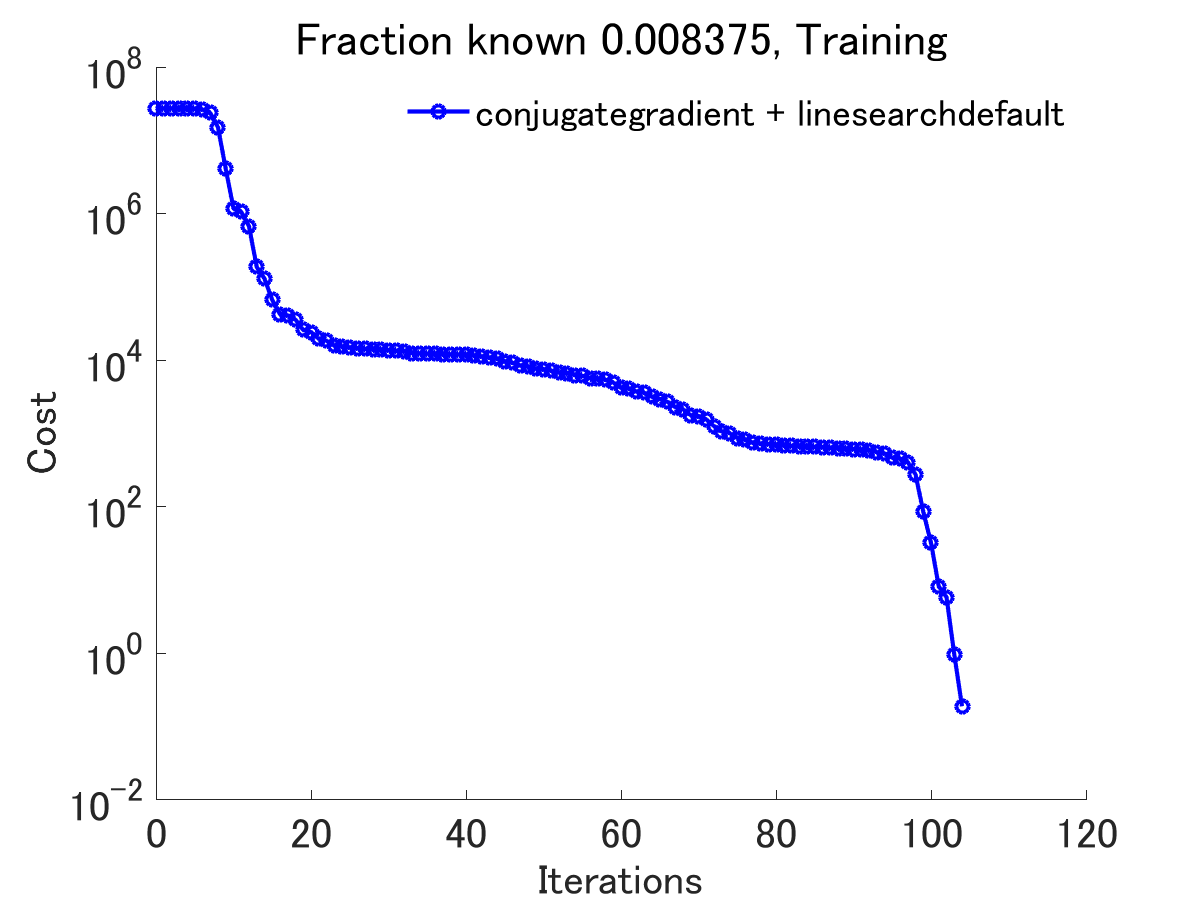 Fraction known 0.008375, Training
conjugategradient + linesearchdefault
10^8
10^6
10^4
10^2
10^0
10^-2
Cost
0 20 40 60 80 100 120
Iterations